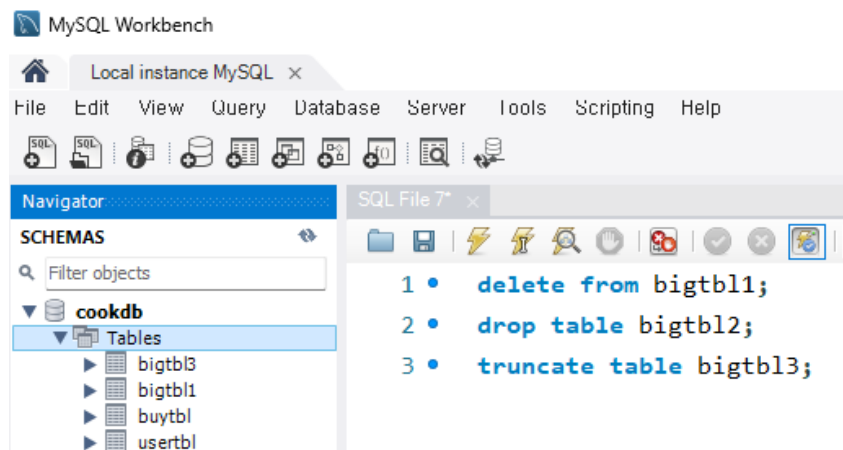 MySQL Workbench
Local instance MySQL ×
File Edit View Query Database Server Tools Scripting Help
SQL SQL
Navigator
SQL File 7* ×
SCHEMAS
Filter objects
1 delete from bigtbl1;
cookdb
2 drop table bigtbl2;
Tables
3 truncate table bigtbl3;
bigtbl3
bigtbl1
buytbl
usertbl